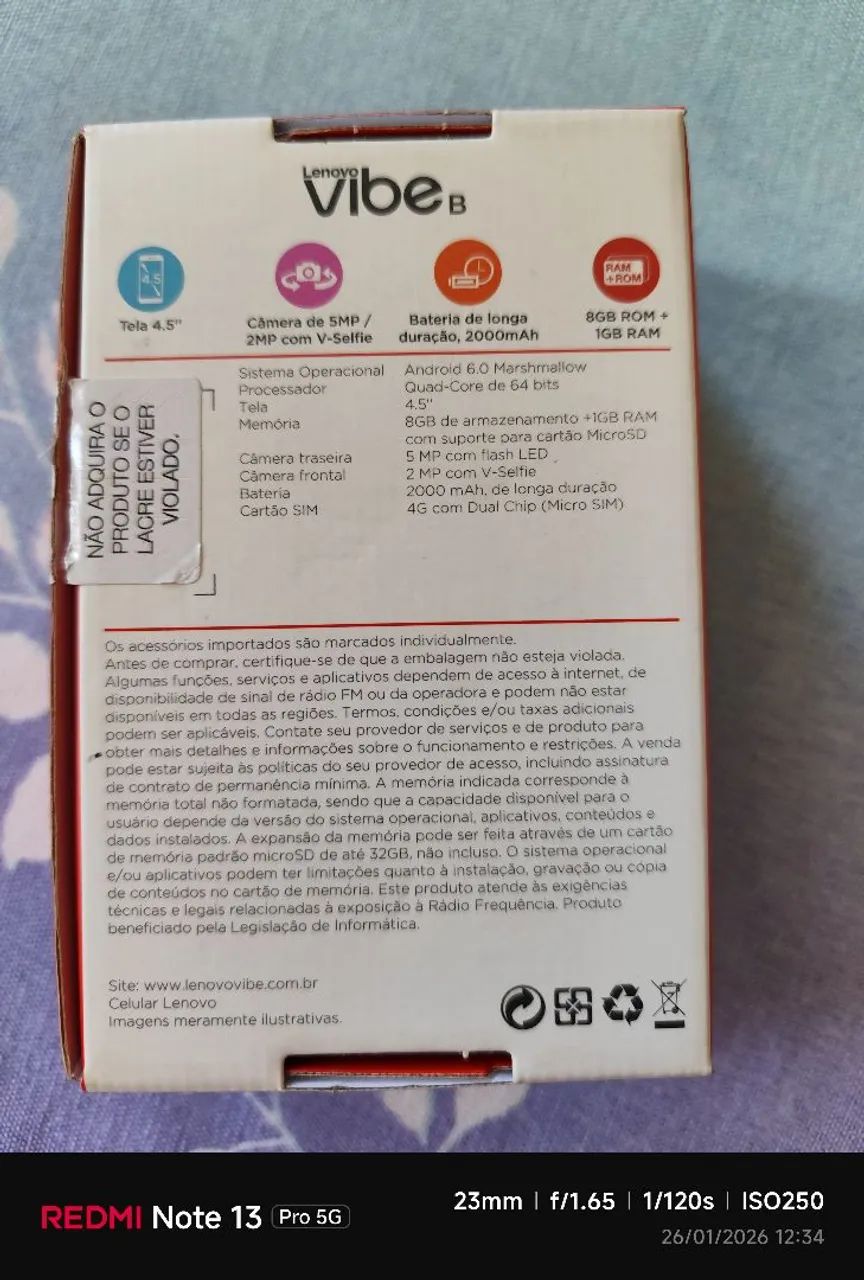 Lenovo
vibe B
4.5
RAM
+ROM
Tela 4.5"
Câmera de 5MP /
2MP com V-Selfie
Bateria de longa
duração, 2000mAh
8GB ROM +
1GB RAM
Sistema Operacional Android 6.0 Marshmallow
Processador Quad-Core de 64 bits
Tela 4.5"
Memória 8GB de armazenamento +1GB RAM
com suporte para cartão MicroSD
Câmera traseira 5 MP com flash LED
Câmera frontal 2 MP com V-Selfie
Bateria 2000 mAh, de longa duração
Cartão SIM 4G com Dual Chip (Micro SIM)
NÃO ADQUIRA O
PRODUTO SE O
LACRE ESTIVER
VIOLADO.
Os acessórios importados são marcados individualmente.
Antes de comprar, certifique-se de que a embalagem não esteja violada.
Algumas funções, serviços e aplicativos dependem de acesso à internet, de
disponibilidade de sinal de rádio FM ou da operadora e podem não estar
disponíveis em todas as regiões. Termos, condições e/ou taxas adicionais
podem ser aplicáveis. Contate seu provedor de serviços e de produto para
obter mais detalhes e informações sobre o funcionamento e restrições. A venda
pode estar sujeita às políticas do seu provedor de acesso, incluindo assinatura
de contrato de permanência mínima. A memória indicada corresponde à
memória total não formatada, sendo que a capacidade disponível para o
usuário depende da versão do sistema operacional, aplicativos, conteúdos e
dados instalados. A expansão da memória pode ser feita através de um cartão
de memória padrão microSD de até 32GB, não incluso. O sistema operacional
e/ou aplicativos podem ter limitações quanto à instalação, gravação ou cópia
de conteúdos no cartão de memória. Este produto atende às exigências
técnicas e legais relacionadas à exposição à Rádio Frequência. Produto
beneficiado pela Legislação de Informática.
Site: www.lenovovibe.com.br
Celular Lenovo
Imagens meramente ilustrativas.
REDMI Note 13 Pro 5G
23mm | f/1.65 | 1/120s | ISO250
26/01/2026 12:34